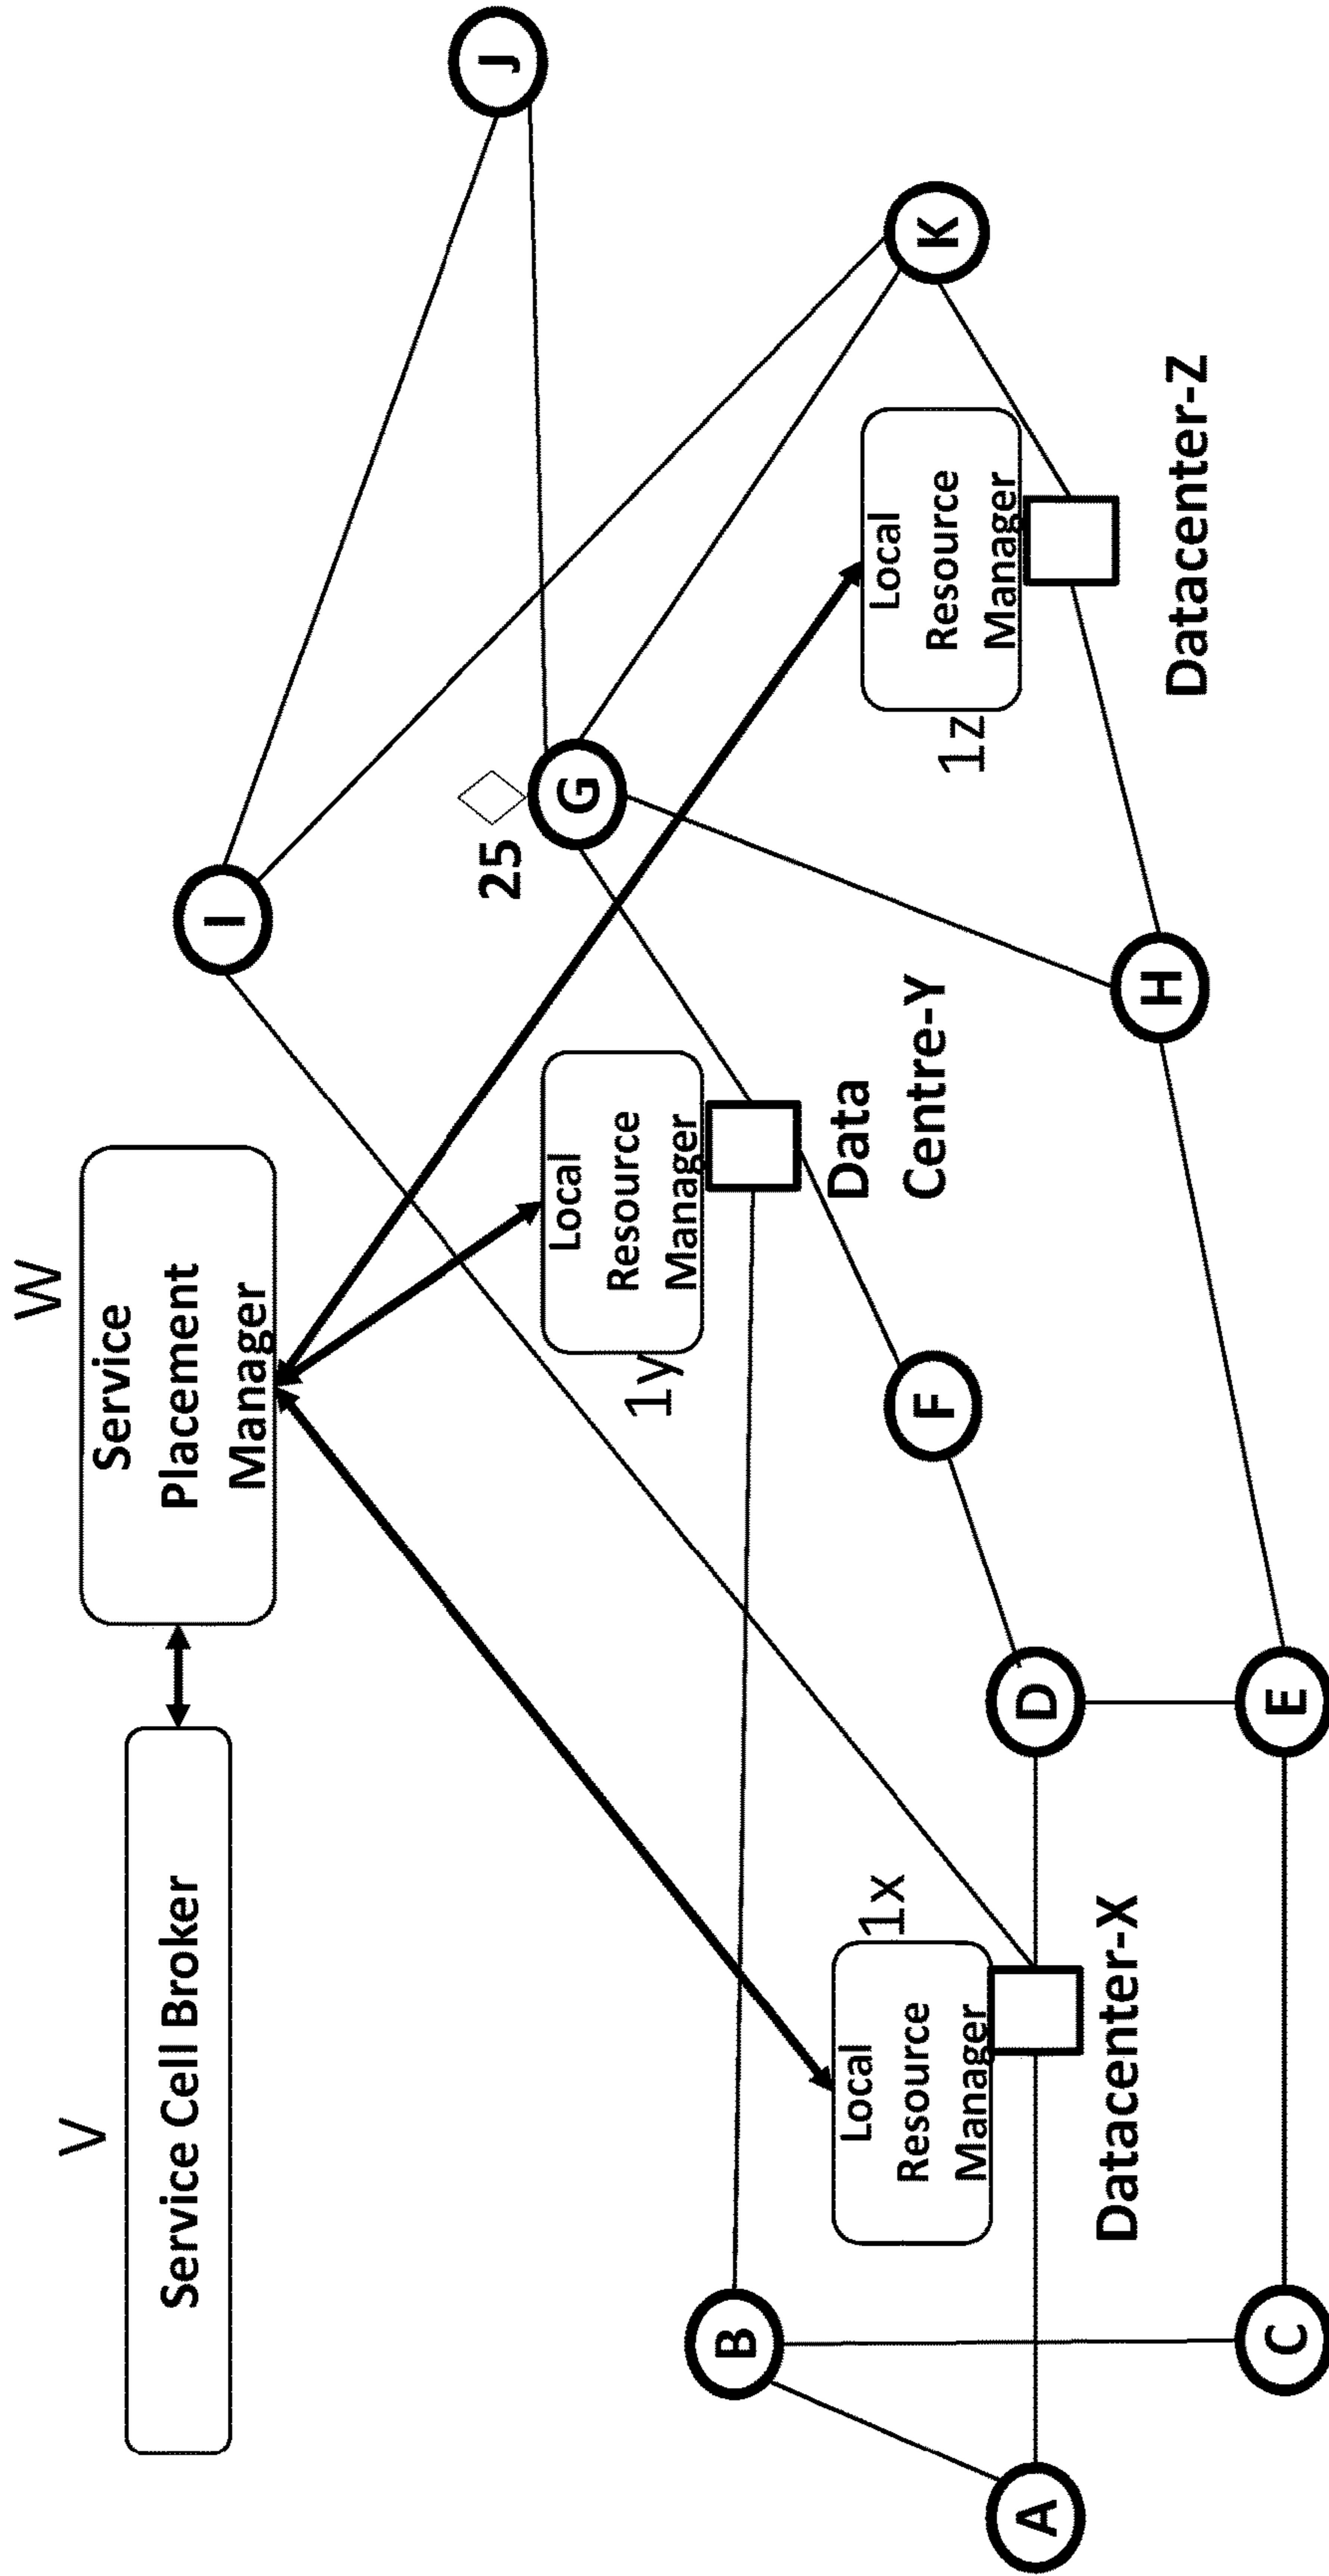 V
Service Cell Broker
W
Service
Placement
Manager
I
J
25
G
Local
Resource
Manager
1y
Data
Centre-Y
B
Local
Resource
Manager
1x
Datacenter-X
Local
Resource
Manager
1z
Datacenter-Z
K
F
A
D
H
C
E